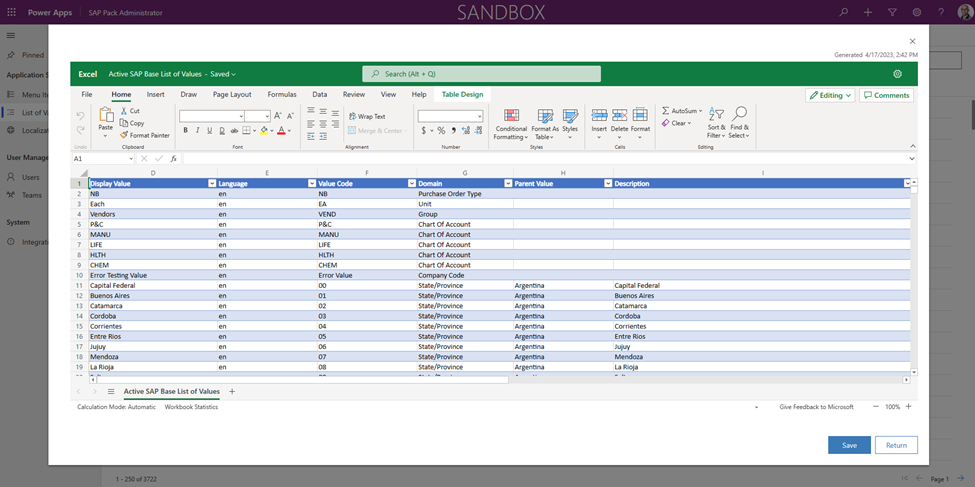 Power Apps SAP Pack Administrator SANDBOX
Pinned
Application S
Menu Ite
List of Va
Localizat
User Manage
Users
Teams
System
Integrati
Generated 4/17/2023, 2:42 PM
Excel Active SAP Base List of Values - Saved Search (Alt + Q)
File Home Insert Draw Page Layout Formulas Data Review View Help Table Design Editing Comments
Undo
Paste Cut Copy Format Painter
Clipboard
B I U D ab
Font
Wrap Text
Merge & Center
Alignment
$ % 9
Number
Conditional Formatting Format As Table Styles
Styles
Insert Delete Format
Cells
AutoSum
Clear
Sort & Filter Find & Select
Editing
A1 fx
D E F G H I
1 Display Value Language Value Code Domain Parent Value Description
2 NB en NB Purchase Order Type
3 Each en EA Unit
4 Vendors en VEND Group
5 P&C en P&C Chart Of Account
6 MANU en MANU Chart Of Account
7 LIFE en LIFE Chart Of Account
8 HLTH en HLTH Chart Of Account
9 CHEM en CHEM Chart Of Account
10 Error Testing Value en Error Value Company Code
11 Capital Federal en 00 State/Province Argentina Capital Federal
12 Buenos Aires en 01 State/Province Argentina Buenos Aires
13 Catamarca en 02 State/Province Argentina Catamarca
14 Cordoba en 03 State/Province Argentina Cordoba
15 Corrientes en 04 State/Province Argentina Corrientes
16 Entre Rios en 05 State/Province Argentina Entre Rios
17 Jujuy en 06 State/Province Argentina Jujuy
18 Mendoza en 07 State/Province Argentina Mendoza
19 La Rioja en 08 State/Province Argentina La Rioja
Active SAP Base List of Values +
Calculation Mode: Automatic Workbook Statistics Give Feedback to Microsoft — 100% +
Save Return
1 - 250 of 3722 Page 1